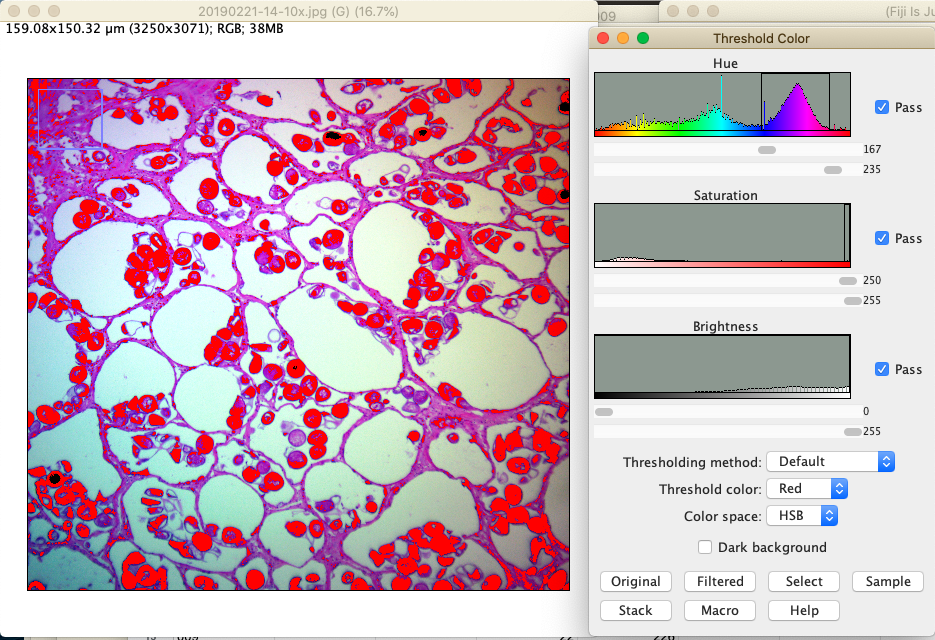 20190221-14-10x.jpg (G) (16.7%)
009
(Fiji Is Ju
159.08x150.32 µm (3250x3071); RGB; 38MB
Threshold Color
Hue
Pass
167
235
Saturation
Pass
250
255
Brightness
Pass
0
255
Thresholding method: Default
Threshold color: Red
Color space: HSB
Dark background
Original Filtered Select Sample
Stack Macro Help